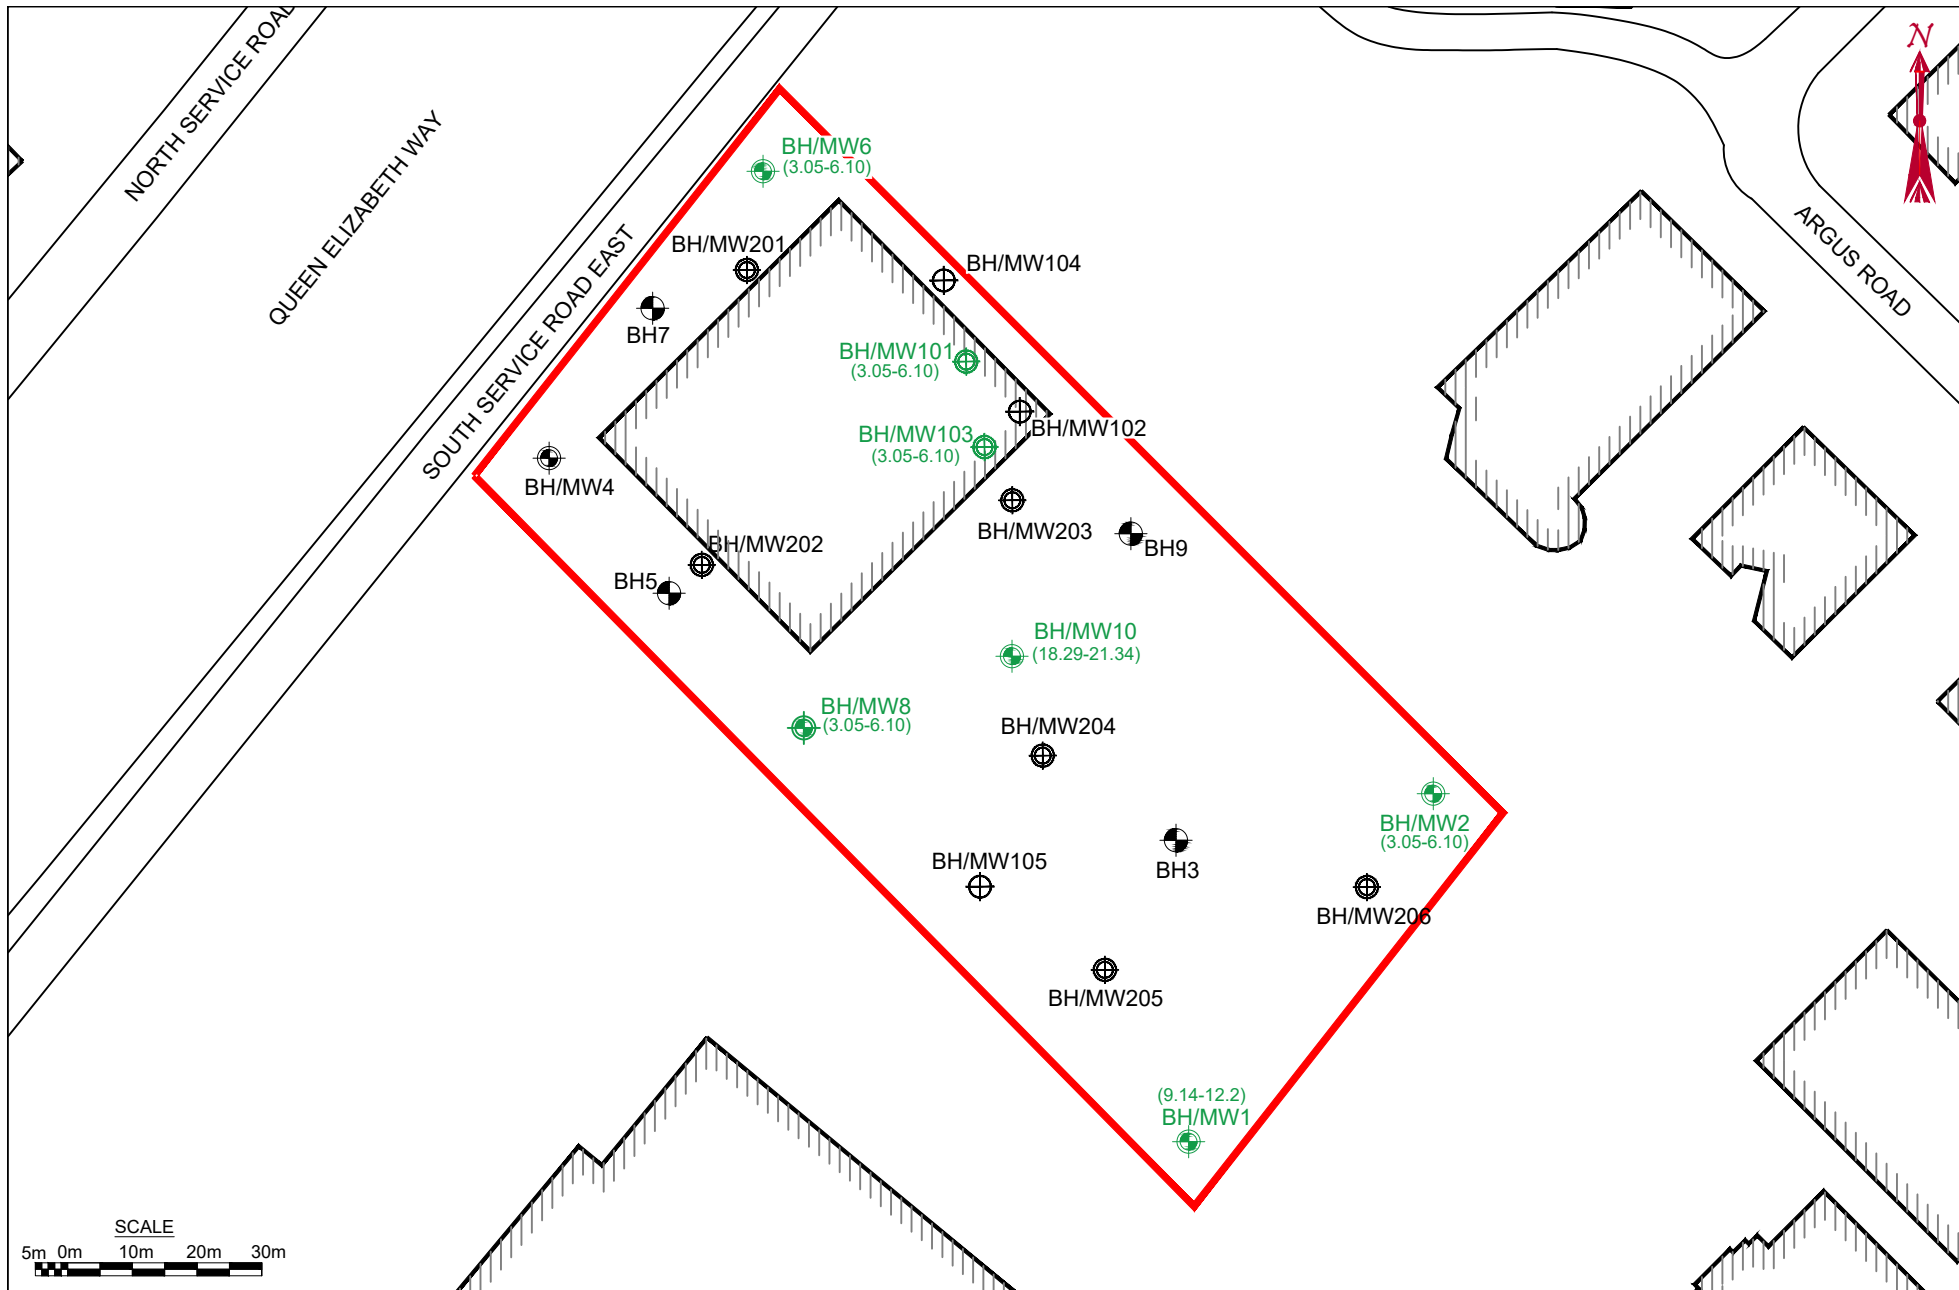 NORTH SERVICE ROAD
QUEEN ELIZABETH WAY
SOUTH SERVICE ROAD EAST
ARGUS ROAD
N
BH/MW6
(3.05-6.10)
BH/MW201
BH/MW104
BH7
BH/MW101
(3.05-6.10)
BH/MW102
BH/MW103
(3.05-6.10)
BH/MW4
BH/MW203
BH9
BH/MW202
BH5
BH/MW10
(18.29-21.34)
BH/MW8
(3.05-6.10)
BH/MW204
BH/MW2
(3.05-6.10)
BH3
BH/MW105
BH/MW206
BH/MW205
(9.14-12.2)
BH/MW1
SCALE
5m 0m 10m 20m 30m